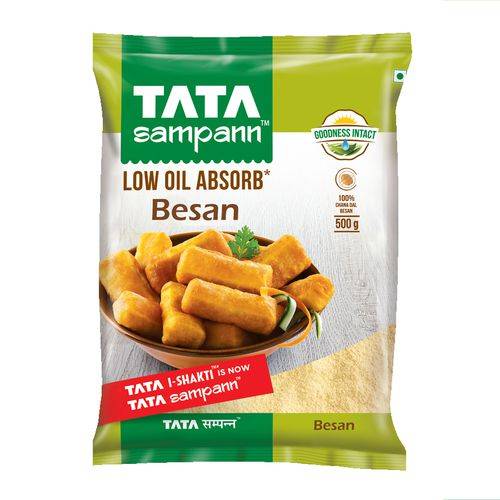 TATA
sampann™
LOW OIL ABSORB*
Besan
GOODNESS INTACT
100%
CHANA DAL
BESAN
500 g
TATA I-SHAKTI™ IS NOW
TATA sampann™
TATA सम्पन्न™
Besan